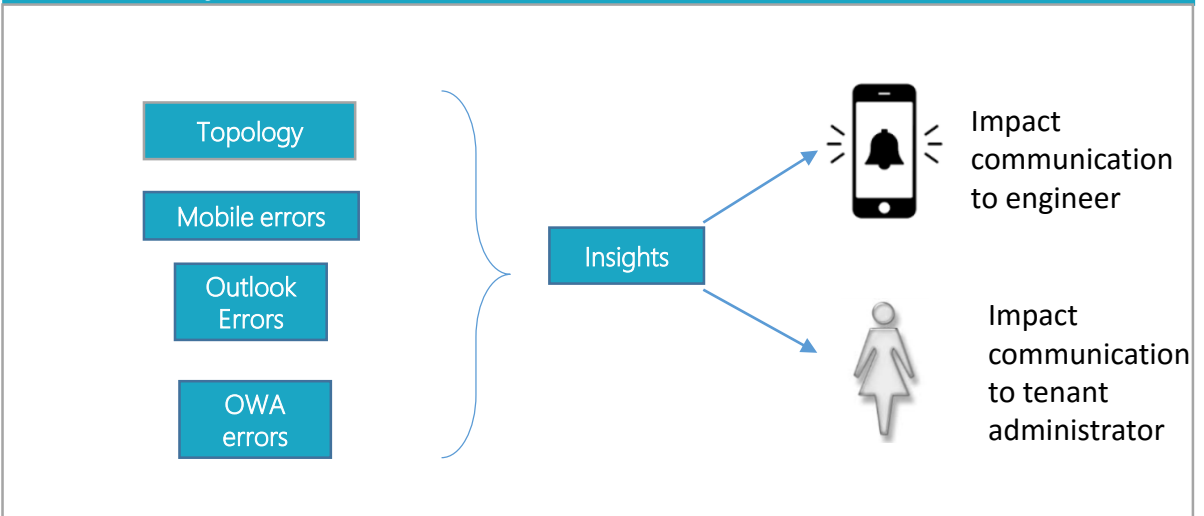 Topology
Mobile errors
Outlook
Errors
OWA
errors
Insights
Impact
communication
to engineer
Impact
communication
to tenant
administrator